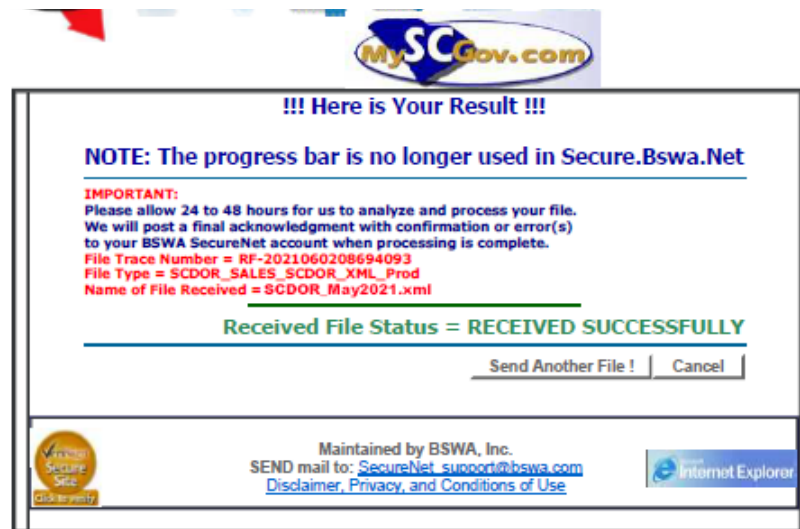 MySCGov.com
!!! Here is Your Result !!!
NOTE: The progress bar is no longer used in Secure.Bswa.Net
IMPORTANT:
Please allow 24 to 48 hours for us to analyze and process your file.
We will post a final acknowledgment with confirmation or error(s)
to your BSWA SecureNet account when processing is complete.
File Trace Number = RF-2021060208694093
File Type = SCDOR_SALES_SCDOR_XML_Prod
Name of File Received = SCDOR_May2021.xml
Received File Status = RECEIVED SUCCESSFULLY
Send Another File !
Cancel
Secure
Site
Click to verify
Maintained by BSWA, Inc.
SEND mail to: SecureNet_support@bswa.com
Disclaimer, Privacy, and Conditions of Use
Internet Explorer